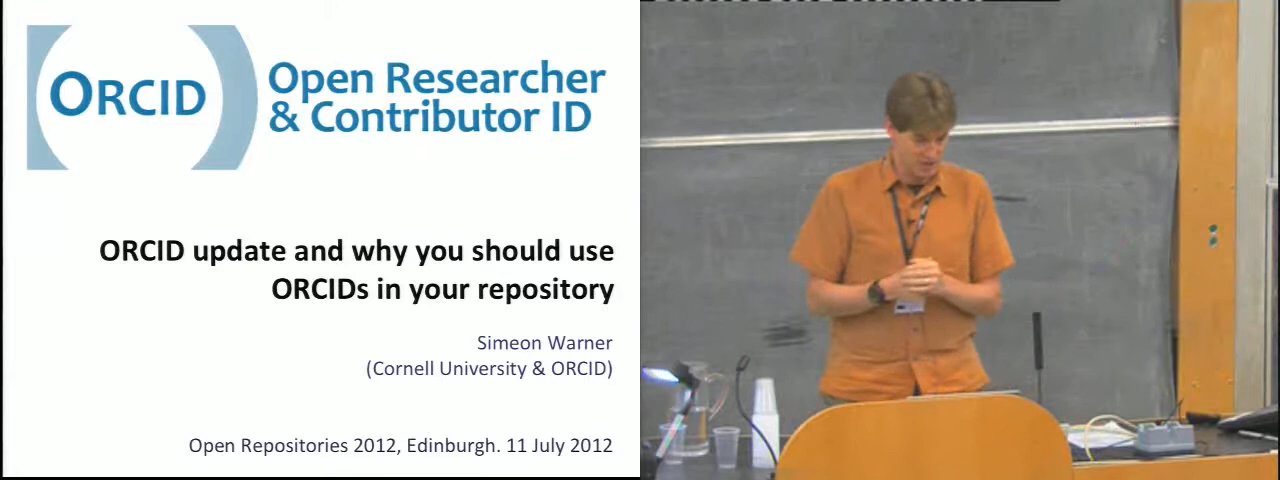 ORCID
Open Researcher
& Contributor ID
ORCID update and why you should use
ORCIDs in your repository
Simeon Warner
(Cornell University & ORCID)
Open Repositories 2012, Edinburgh. 11 July 2012